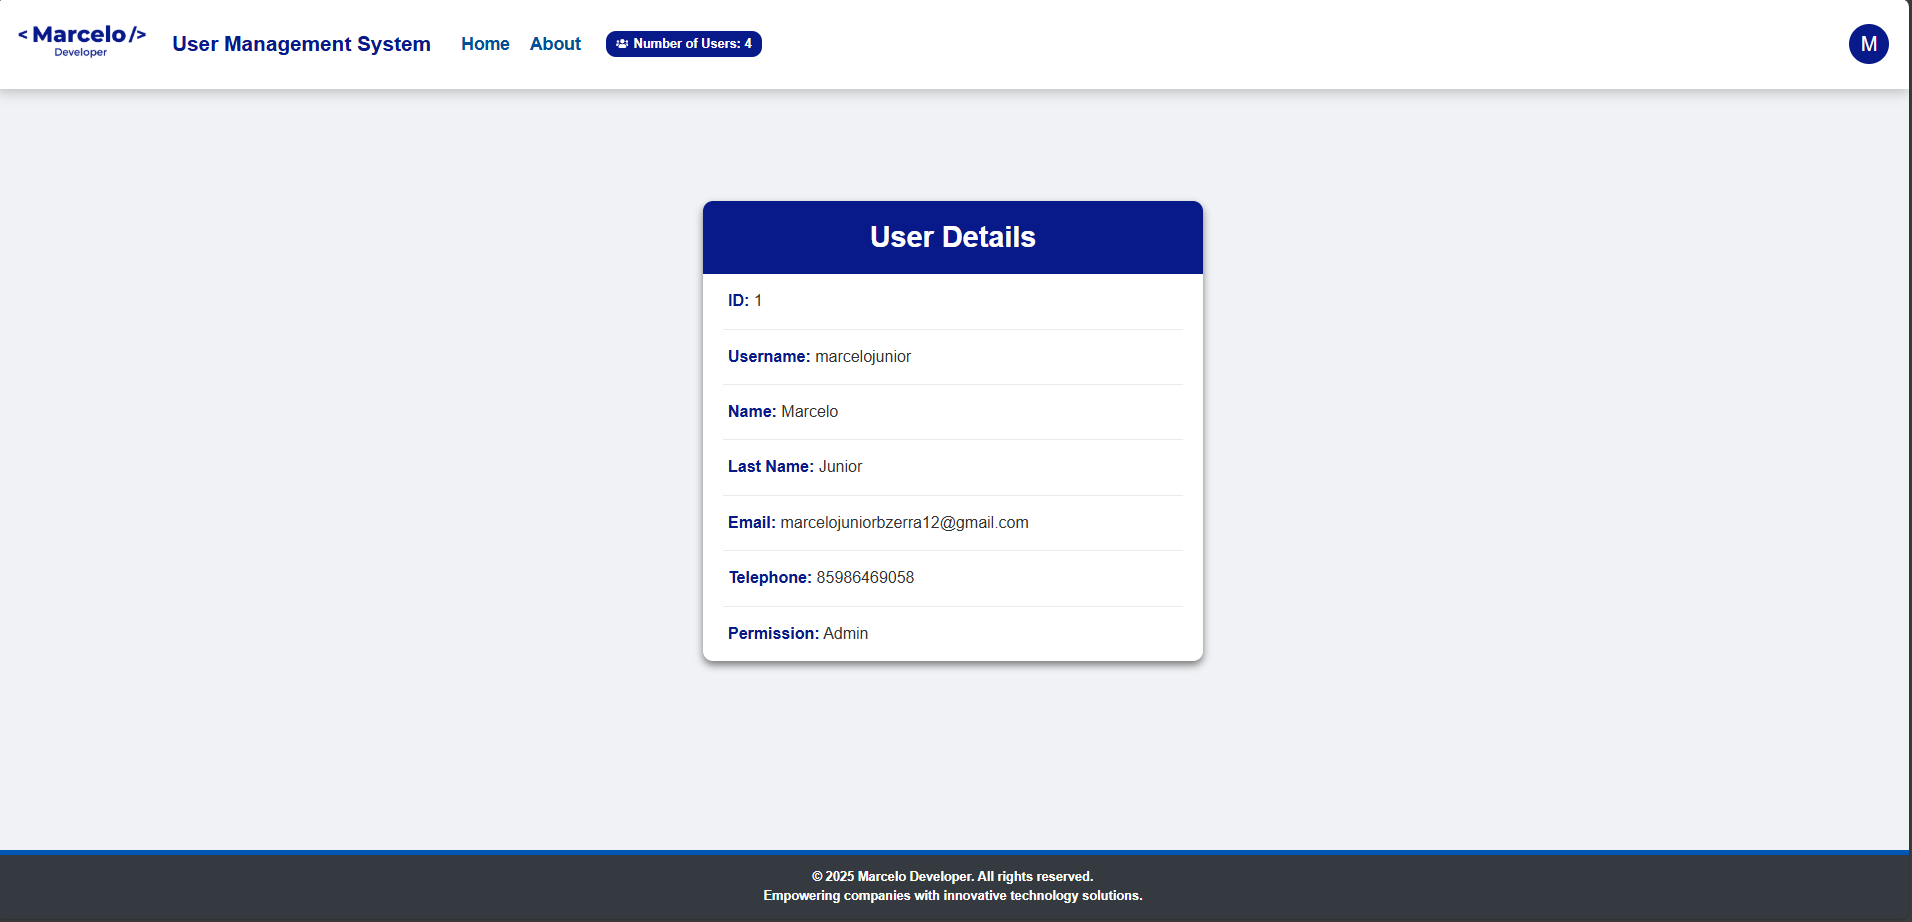 < Marcelo />
Developer
User Management System
Home
About
Number of Users: 4
M
User Details
ID: 1
Username: marcelojunior
Name: Marcelo
Last Name: Junior
Email: marcelojuniorbzerra12@gmail.com
Telephone: 85986469058
Permission: Admin
© 2025 Marcelo Developer. All rights reserved.
Empowering companies with innovative technology solutions.